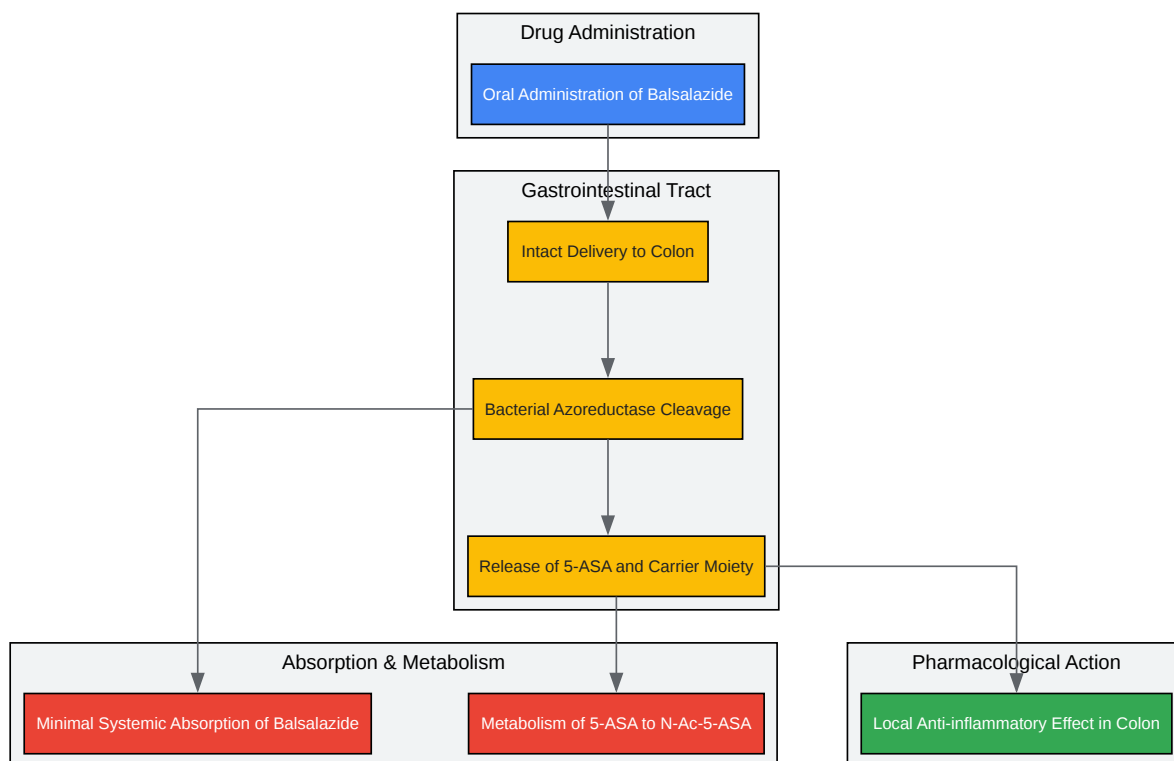 Drug Administration
Oral Administration of Balsalazide
Gastrointestinal Tract
Intact Delivery to Colon
Bacterial Azoreductase Cleavage
Release of 5-ASA and Carrier Moiety
Absorption & Metabolism
Minimal Systemic Absorption of Balsalazide
Metabolism of 5-ASA to N-Ac-5-ASA
Pharmacological Action
Local Anti-inflammatory Effect in Colon